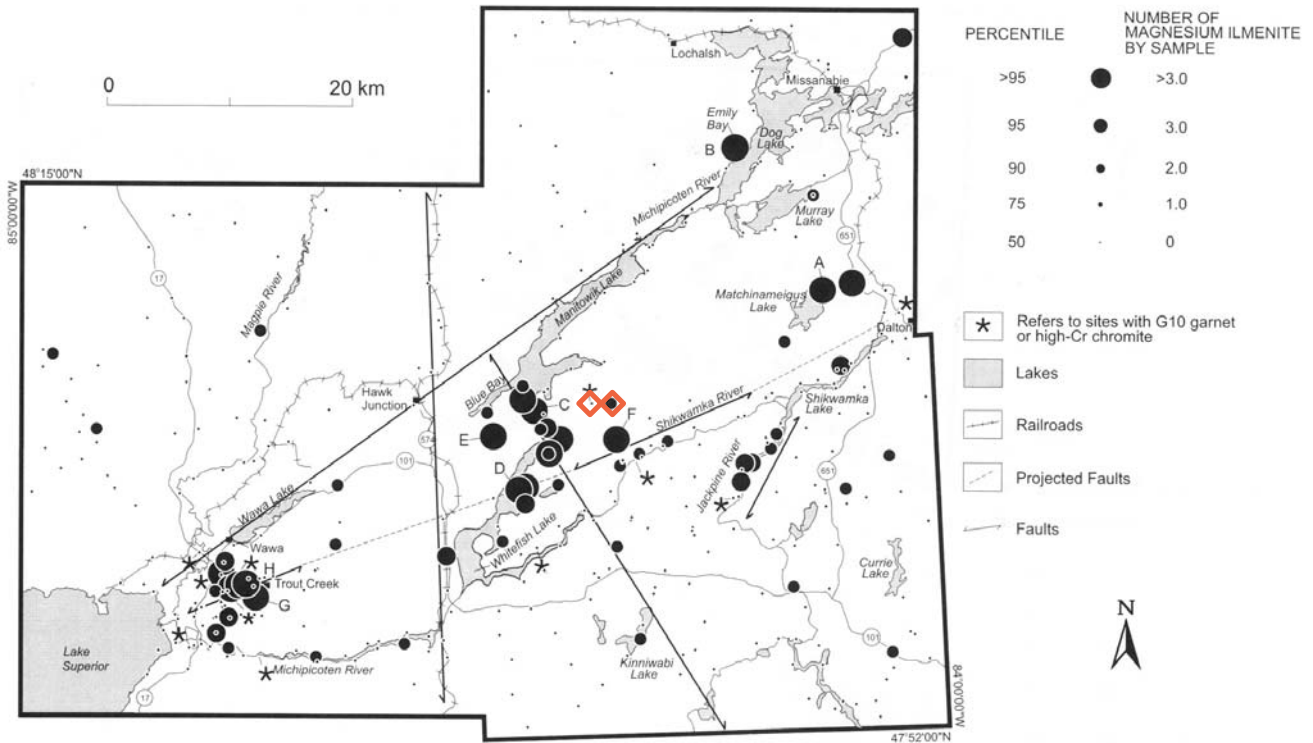 0
20 km
48°15'00"N
85°00'00"W
Lochalsh
Missanabie
Emily
Bay
Dog
Lake
B
Michipicoten River
Murray
Lake
651
17
Magpie River
A
Matchinameigus
Lake
Dalton
Manitowik Lake
Blue Bay
Hawk
Junction
C
Shikwamka River
Shikwamka
Lake
F
E
574
101
D
Jackpine River
651
Wawa Lake
Whitefish Lake
Wawa
H
Trout Creek
G
Currie
Lake
Lake
Superior
Michipicoten River
Kinniwabi
Lake
101
17
84°00'00"W
47°52'00"N
PERCENTILE
NUMBER OF
MAGNESIUM ILMENITE
BY SAMPLE
>95 >3.0
95 3.0
90 2.0
75 1.0
50 0
Refers to sites with G10 garnet
or high-Cr chromite
Lakes
Railroads
Projected Faults
Faults
N